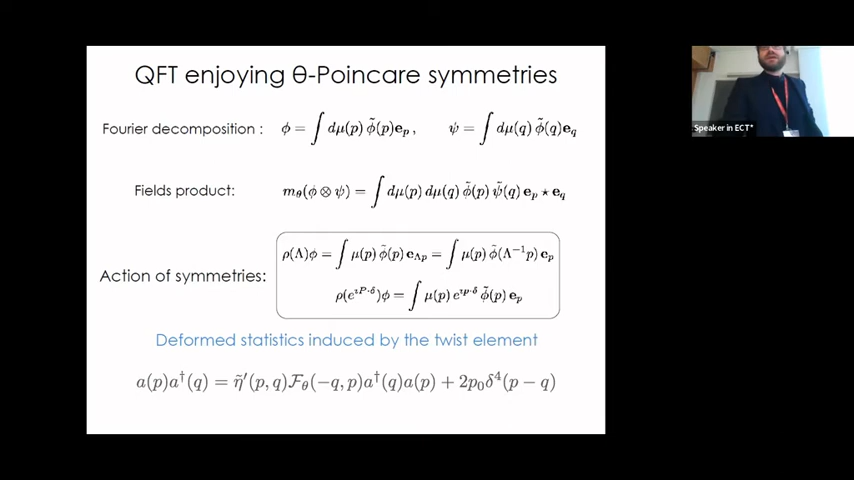 QFT enjoying θ-Poincare symmetries
Fourier decomposition : ϕ = ∫ dμ(p) ϕ̃(p)e_p , ψ = ∫ dμ(q) ϕ̃(q)e_q
Fields product: m_θ(ϕ ⊗ ψ) = ∫ dμ(p) dμ(q) ϕ̃(p) ψ̃(q) e_p ⋆ e_q
ρ(Λ)ϕ = ∫ μ(p) ϕ̃(p) e_Λp = ∫ μ(p) ϕ̃(Λ⁻¹p) e_p
Action of symmetries:
ρ(e^{ıP·δ})ϕ = ∫ μ(p) e^{ıp·δ} ϕ̃(p) e_p
Deformed statistics induced by the twist element
a(p)a†(q) = η̃′(p, q)ℱ_θ(−q, p)a†(q)a(p) + 2p₀δ⁴(p − q)
Speaker in ECT*